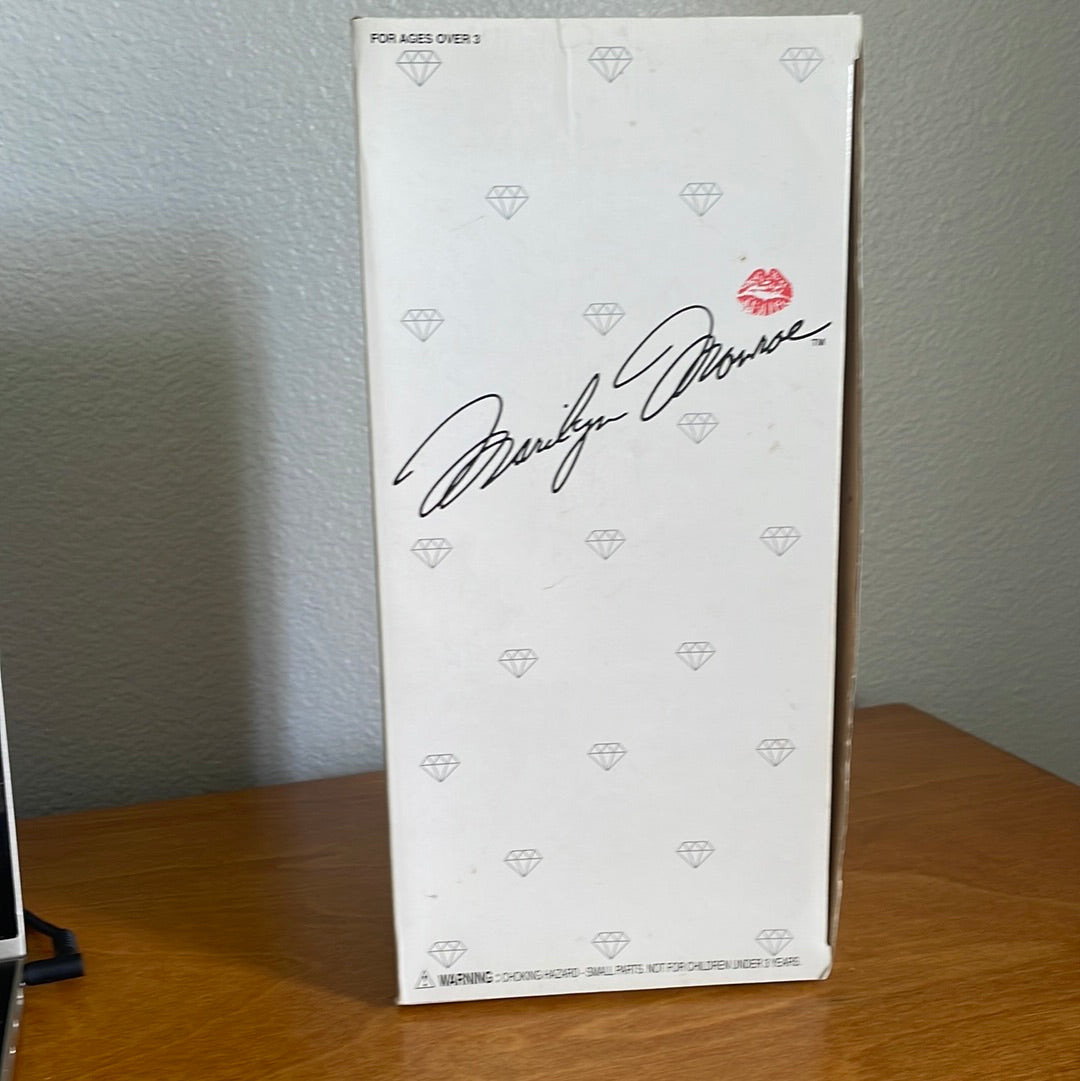 FOR AGES OVER 3
Marilyn Monroe™
WARNING : CHOKING HAZARD - SMALL PARTS. NOT FOR CHILDREN UNDER 3 YEARS.